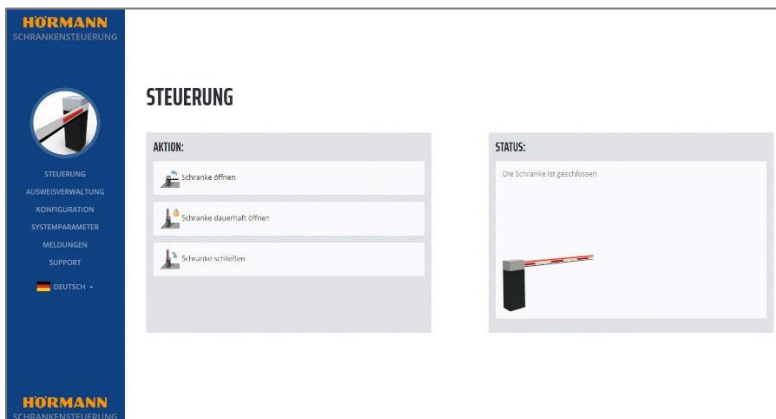 HÖRMANN
SCHRANKENSTEUERUNG
STEUERUNG
AUSWEISVERWALTUNG
KONFIGURATION
SYSTEMPARAMETER
MELDUNGEN
SUPPORT
DEUTSCH
HÖRMANN
SCHRANKENSTEUERUNG
STEUERUNG
AKTION:
Schranke öffnen
Schranke dauerhaft öffnen
Schranke schließen
STATUS:
Die Schranke ist geschlossen